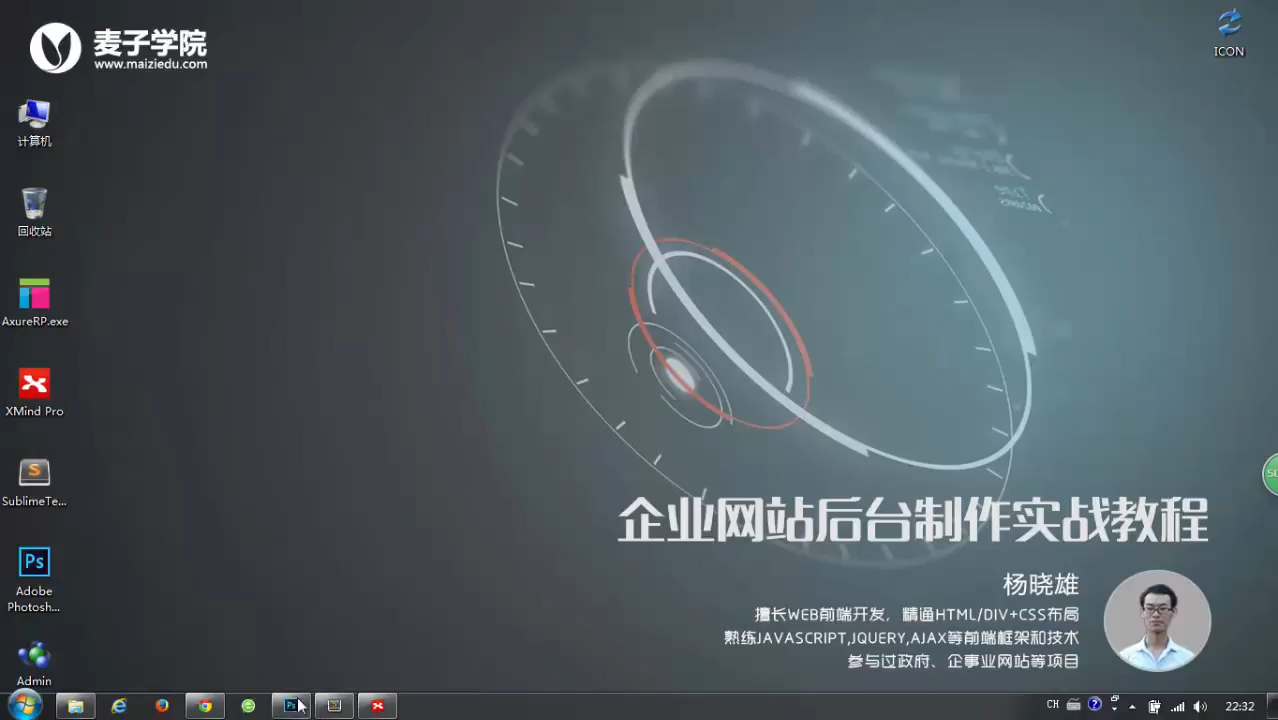 麦子学院
www.maiziedu.com
ICON
计算机
回收站
AxureRP.exe
XMind Pro
SublimeTe...
Ps
Adobe
Photosh...
Admin
企业网站后台制作实战教程
杨晓雄
擅长WEB前端开发，精通HTML/DIV+CSS布局
熟练JAVASCRIPT,JQUERY,AJAX等前端框架和技术
参与过政府、企事业网站等项目
Ps
CH
22:32